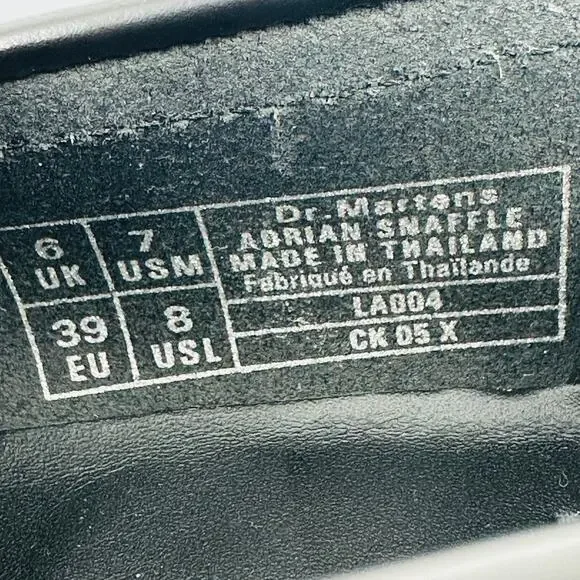 6 UK
7 USM
39 EU
8 USL
Dr. Martens
ADRIAN SNAFFLE
MADE IN THAILAND
Fabriqué en Thaïlande
LA004
CK 05 X